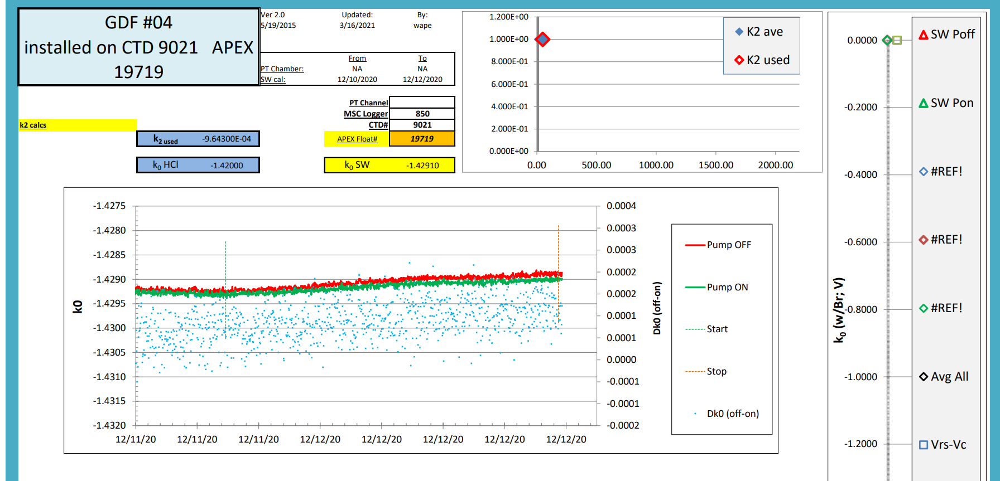 GDF #04
installed on CTD 9021 APEX
19719
Ver 2.0 Updated: By:
5/19/2015 3/16/2021 wape
From To
PT Chamber: NA NA
SW cal: 12/10/2020 12/12/2020
PT Channel
MSC Logger 850
CTD# 9021
k2 calcs
k2 used -9.64300E-04
APEX Float# 19719
k0 HCl -1.42000
k0 SW -1.42910
1.200E+00
1.000E+00
8.000E-01
6.000E-01
4.000E-01
2.000E-01
0.000E+00
0.00 500.00 1000.00 1500.00 2000.00
K2 ave
K2 used
k0
-1.4275
-1.4280
-1.4285
-1.4290
-1.4295
-1.4300
-1.4305
-1.4310
-1.4315
-1.4320
12/11/20 12/11/20 12/11/20 12/12/20 12/12/20 12/12/20 12/12/20 12/12/20
0.0004
0.0003
0.0003
0.0002
0.0002
0.0001
0.0001
0.0000
-0.0001
-0.0001
-0.0002
Dk0 (off-on)
Pump OFF
Pump ON
Start
Stop
Dk0 (off-on)
k0 (w/Br; V)
0.0000
-0.2000
-0.4000
-0.6000
-0.8000
-1.0000
-1.2000
SW Poff
SW Pon
#REF!
#REF!
#REF!
Avg All
Vrs-Vc